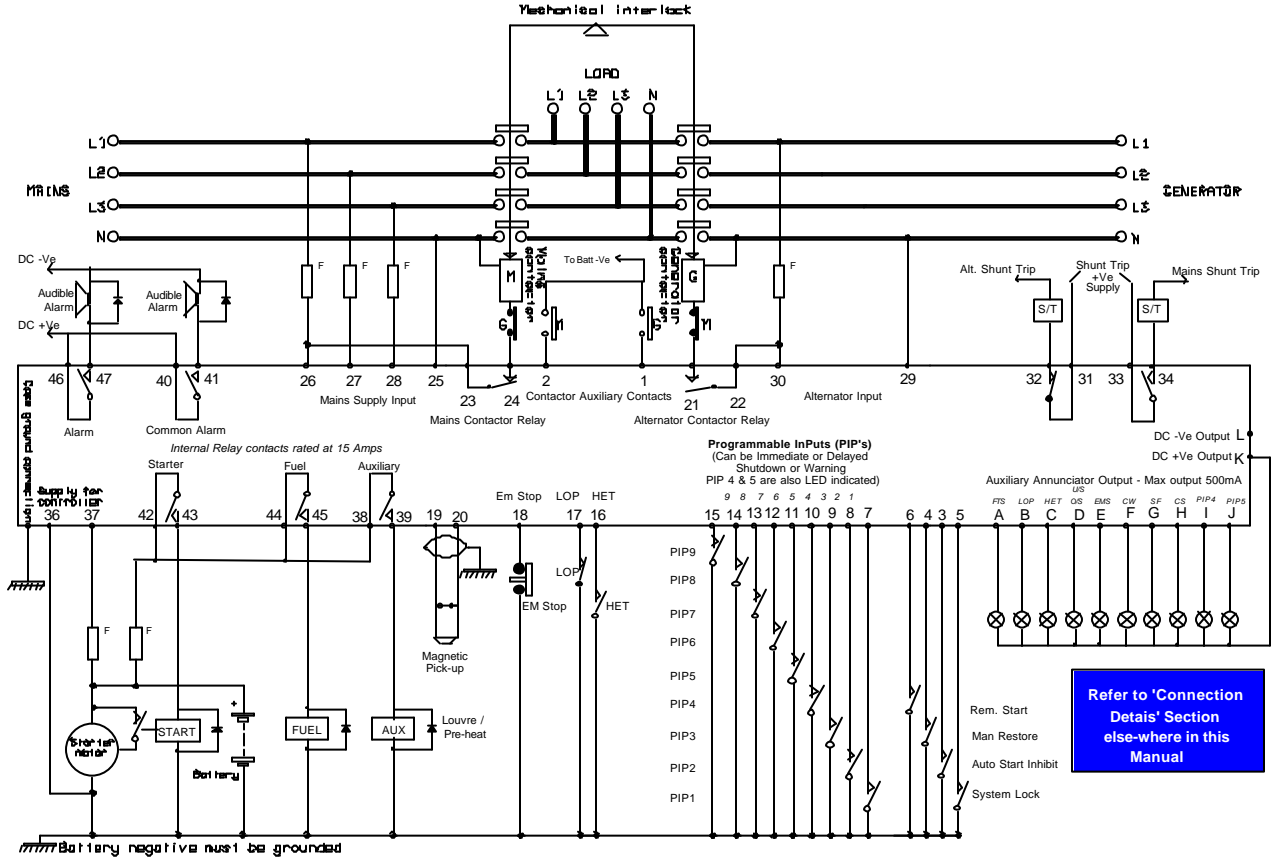 Mechanical interlock
LOAD
L1 L2 L3 N
L1 L1
L2 L2
MAINS GENERATOR
L3 L3
N N
DC -Ve
Audible Alarm
Audible Alarm
DC +Ve
F F F
M
Mains contactor
G
M
To Batt -Ve
G
Generator contactor
G
M
F
Alt. Shunt Trip
Shunt Trip
+Ve
Supply
Mains Shunt Trip
S/T S/T
46 47 40 41 26 27 28 25 23 24 2 1 21 22 30 29 32 31 33 34
Alarm
Common Alarm
Mains Supply Input
Mains Contactor Relay
Contactor Auxiliary Contacts
Alternator Contactor Relay
Alternator Input
Case ground connections
Internal Relay contacts rated at 15 Amps
Starter
Fuel
Auxiliary
Supply for
controller
Em Stop
LOP
HET
Programmable InPuts (PIP's)
(Can be Immediate or Delayed
Shutdown or Warning
PIP 4 & 5 are also LED indicated)
9 8 7 6 5 4 3 2 1
DC -Ve Output L
DC +Ve Output K
Auxiliary Annunciator Output - Max output 500mA
U/S
FTS LOP HET O/S EMS CW SF CS PIP4 PIP5
A B C D E F G H I J
36 37 42 43 44 45 38 39 19 20 18 17 16 15 14 13 12 11 10 9 8 7 6 4 3 5
PIP9
PIP8
PIP7
PIP6
PIP5
PIP4
PIP3
PIP2
PIP1
LOP
HET
EM Stop
F F
Magnetic
Pick-up
Starter
motor
START
Battery
+
FUEL
AUX
Louvre /
Pre-heat
Rem. Start
Man Restore
Auto Start Inhibit
System Lock
Refer to 'Connection
Detais' Section
else-where in this
Manual
Battery negative must be grounded